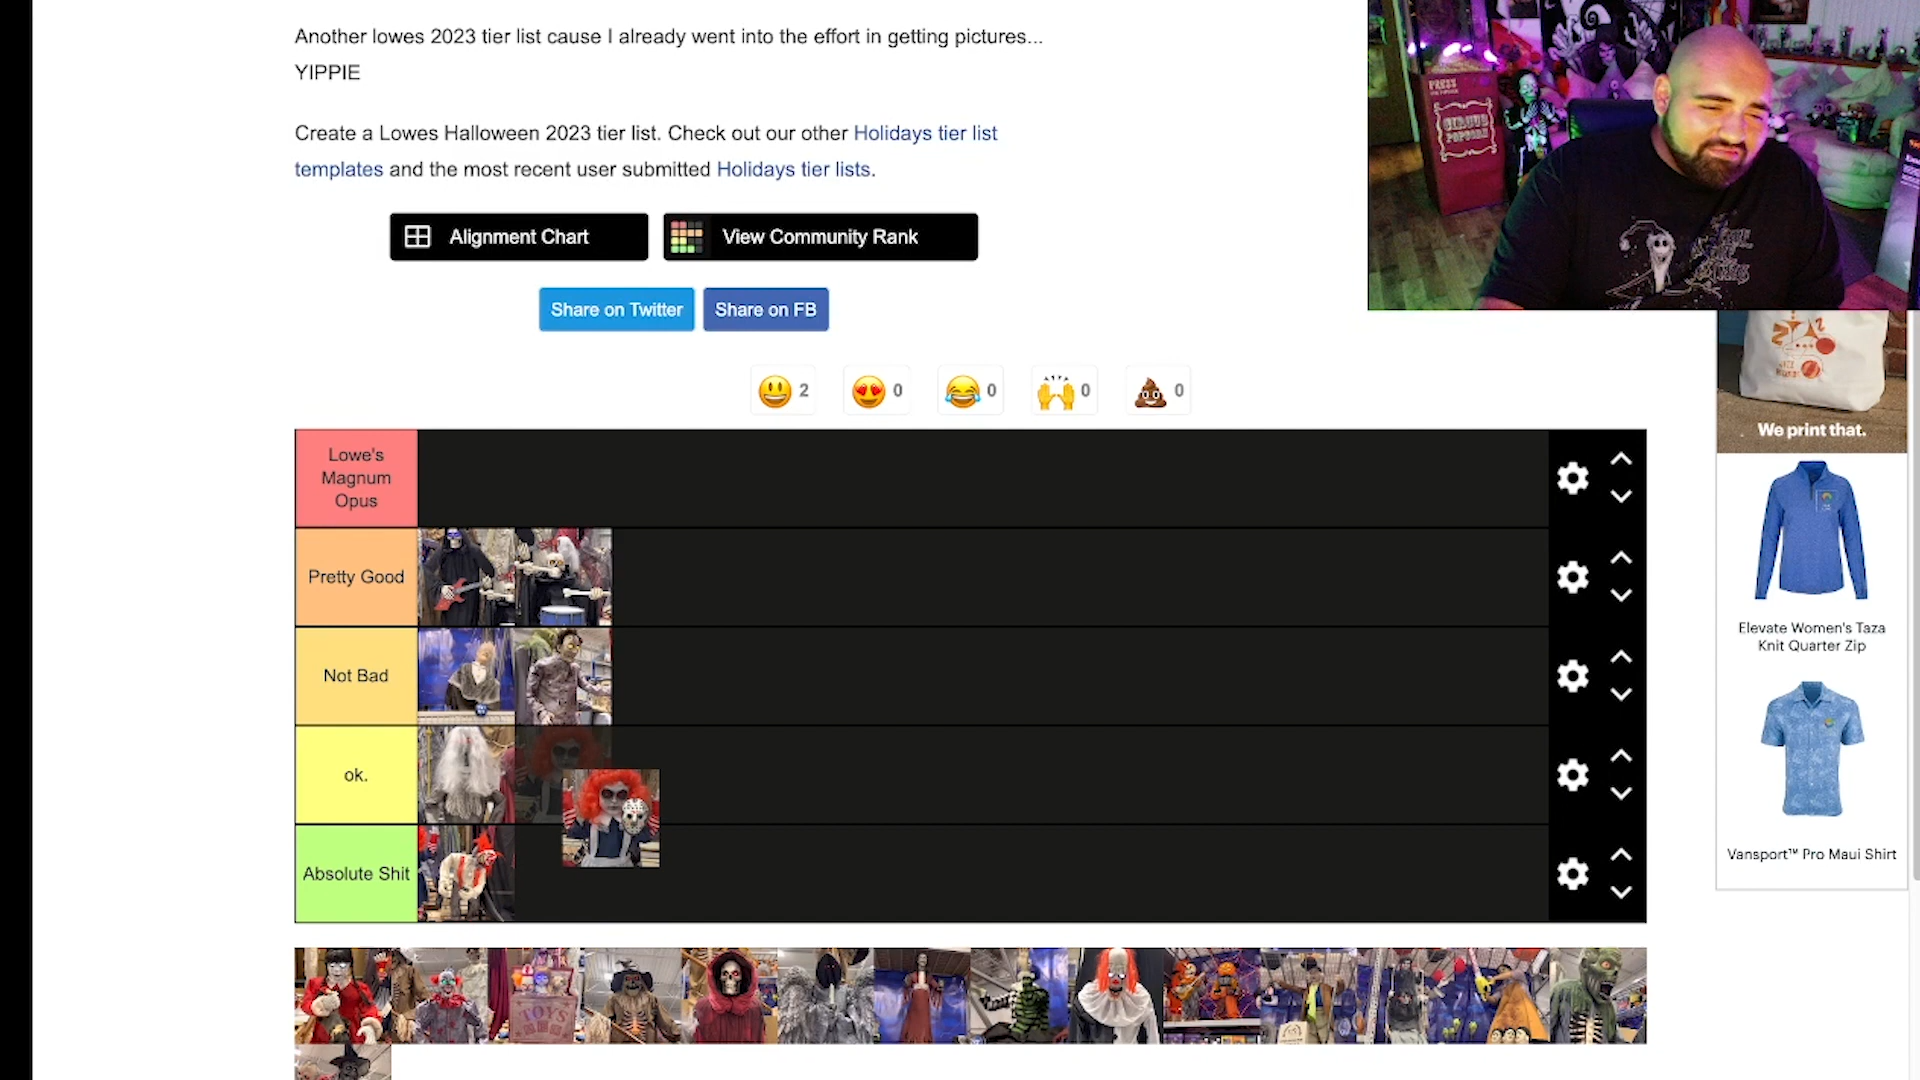 Another lowes 2023 tier list cause I already went into the effort in getting pictures...
YIPPIE
Create a Lowes Halloween 2023 tier list. Check out our other Holidays tier list
templates and the most recent user submitted Holidays tier lists.
Alignment Chart
View Community Rank
Share on Twitter
Share on FB
2
0
0
0
0
Lowe's
Magnum
Opus
Pretty Good
Not Bad
ok.
Absolute Shit
TOYS
PRESS
CIRCUS
POPCORN
We print that.
Elevate Women's Taza
Knit Quarter Zip
Vansport™ Pro Maui Shirt